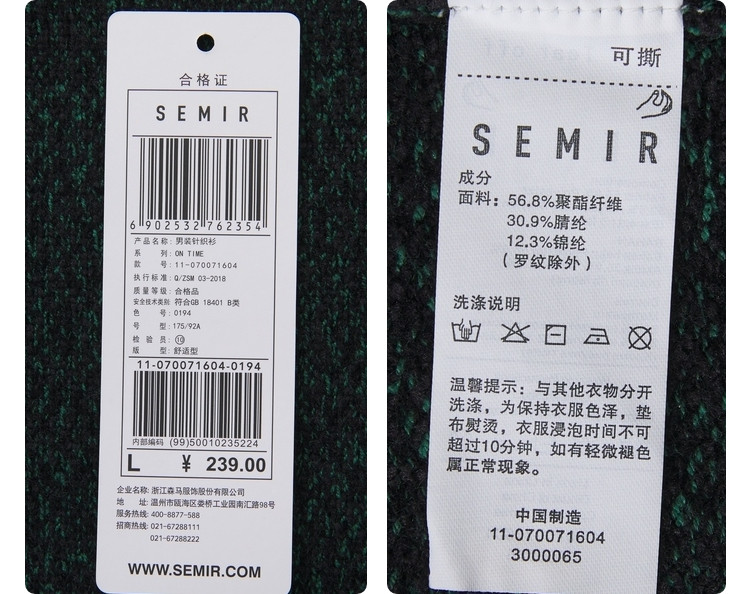 合格证
SEMIR
6 902532 762354
产品名称: 男装针织衫
系 列: ON TIME
款 号: 11-070071604
执行标准: Q/ZSM 03-2018
质量等级: 合格品
安全技术类别 符合GB 18401 B类
色 号: 0194
号 型: 175/92A
检 验 员: ⑩
版 型: 舒适型
11-070071604-0194
内部编码 (99)50010235224
L ¥ 239.00
企业名称: 浙江森马服饰股份有限公司
地 址: 温州市瓯海区娄桥工业园南汇路98号
服务热线: 400-8877-588
招商热线: 021-67288111
021-67288222
WWW.SEMIR.COM
可撕
SEMIR
成分
面料: 56.8%聚酯纤维
30.9%腈纶
12.3%锦纶
(罗纹除外)
洗涤说明
温馨提示: 与其他衣物分开
洗涤, 为保持衣服色泽, 垫
布熨烫, 衣服浸泡时间不可
超过10分钟, 如有轻微褪色
属正常现象。
中国制造
11-070071604
3000065